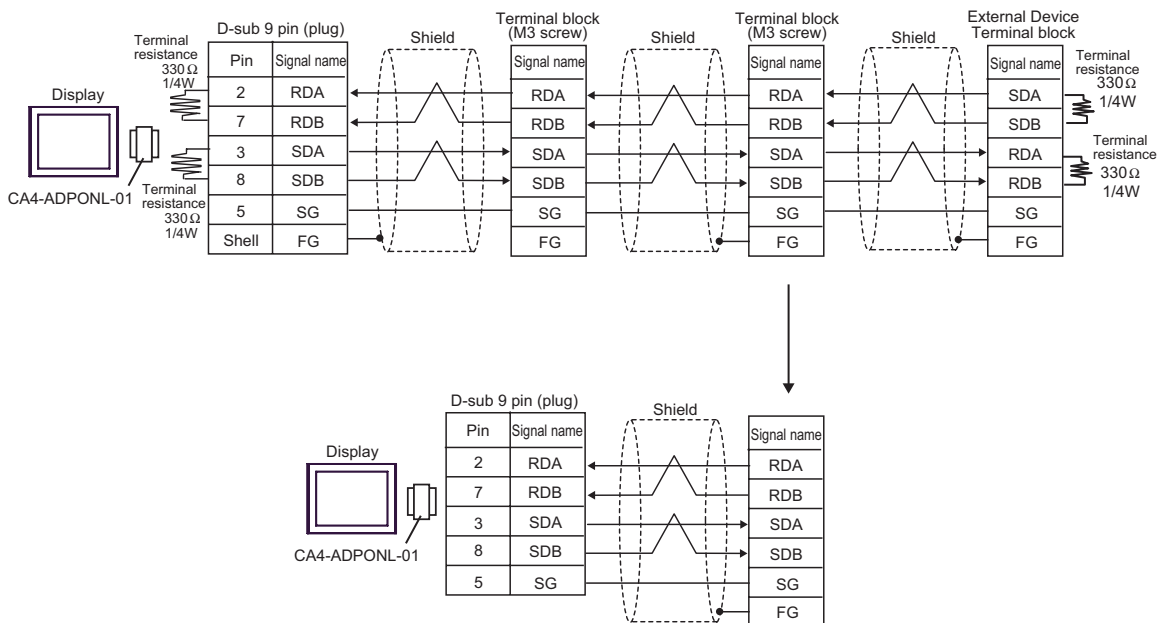 D-sub 9 pin (plug)
Shield
Terminal block
(M3 screw)
Shield
Terminal block
(M3 screw)
Shield
External Device
Terminal block
Terminal
resistance
330Ω
1/4W
Display
CA4-ADPONL-01
Terminal
resistance
330Ω
1/4W
Pin Signal name
2 RDA
7 RDB
3 SDA
8 SDB
5 SG
Shell FG
Signal name
RDA
RDB
SDA
SDB
SG
FG
Signal name
RDA
RDB
SDA
SDB
SG
FG
Signal name
SDA
SDB
RDA
RDB
SG
FG
Terminal
resistance
330Ω
1/4W
Terminal
resistance
330Ω
1/4W
D-sub 9 pin (plug)
Shield
Display
CA4-ADPONL-01
Pin Signal name
2 RDA
7 RDB
3 SDA
8 SDB
5 SG
Signal name
RDA
RDB
SDA
SDB
SG
FG